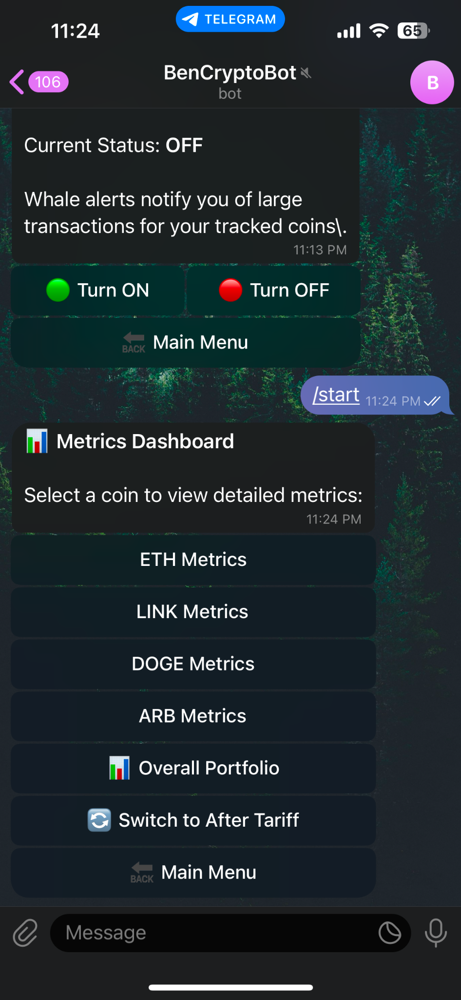 11:24
TELEGRAM
65
106
BenCryptoBot
bot
B
Current Status: OFF
Whale alerts notify you of large
transactions for your tracked coins\.
11:13 PM
Turn ON
Turn OFF
BACK Main Menu
/start 11:24 PM
Metrics Dashboard
Select a coin to view detailed metrics:
11:24 PM
ETH Metrics
LINK Metrics
DOGE Metrics
ARB Metrics
Overall Portfolio
Switch to After Tariff
BACK Main Menu
Message